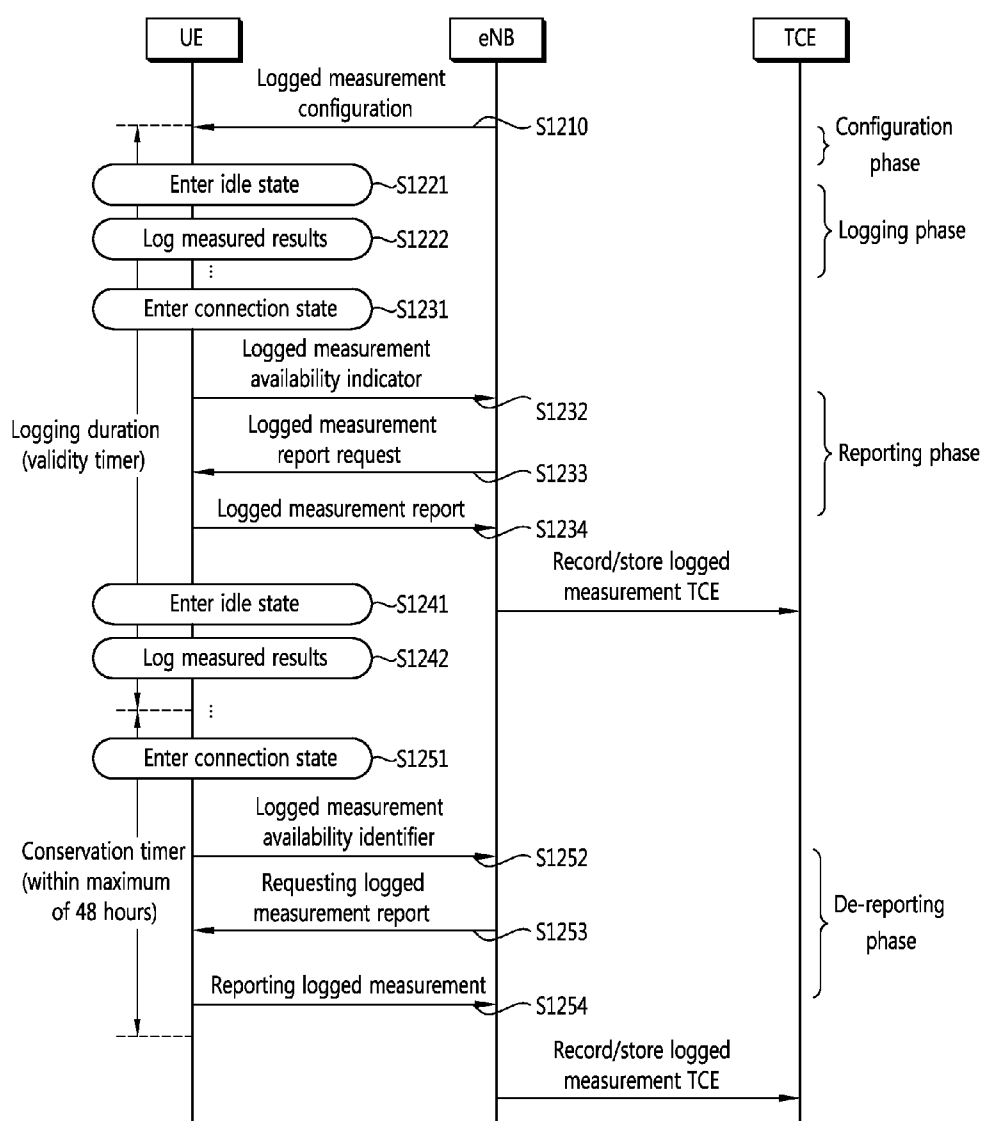 UE
eNB
TCE
Logged measurement
configuration
S1210
Configuration
phase
Enter idle state
S1221
Log measured results
S1222
Logging phase
Enter connection state
S1231
Logged measurement
availability indicator
S1232
Logging duration
(validity timer)
Logged measurement
report request
S1233
Reporting phase
Logged measurement report
S1234
Record/store logged
measurement TCE
Enter idle state
S1241
Log measured results
S1242
Enter connection state
S1251
Logged measurement
availability identifier
S1252
Conservation timer
(within maximum
of 48 hours)
Requesting logged
measurement report
S1253
De-reporting
phase
Reporting logged measurement
S1254
Record/store logged
measurement TCE